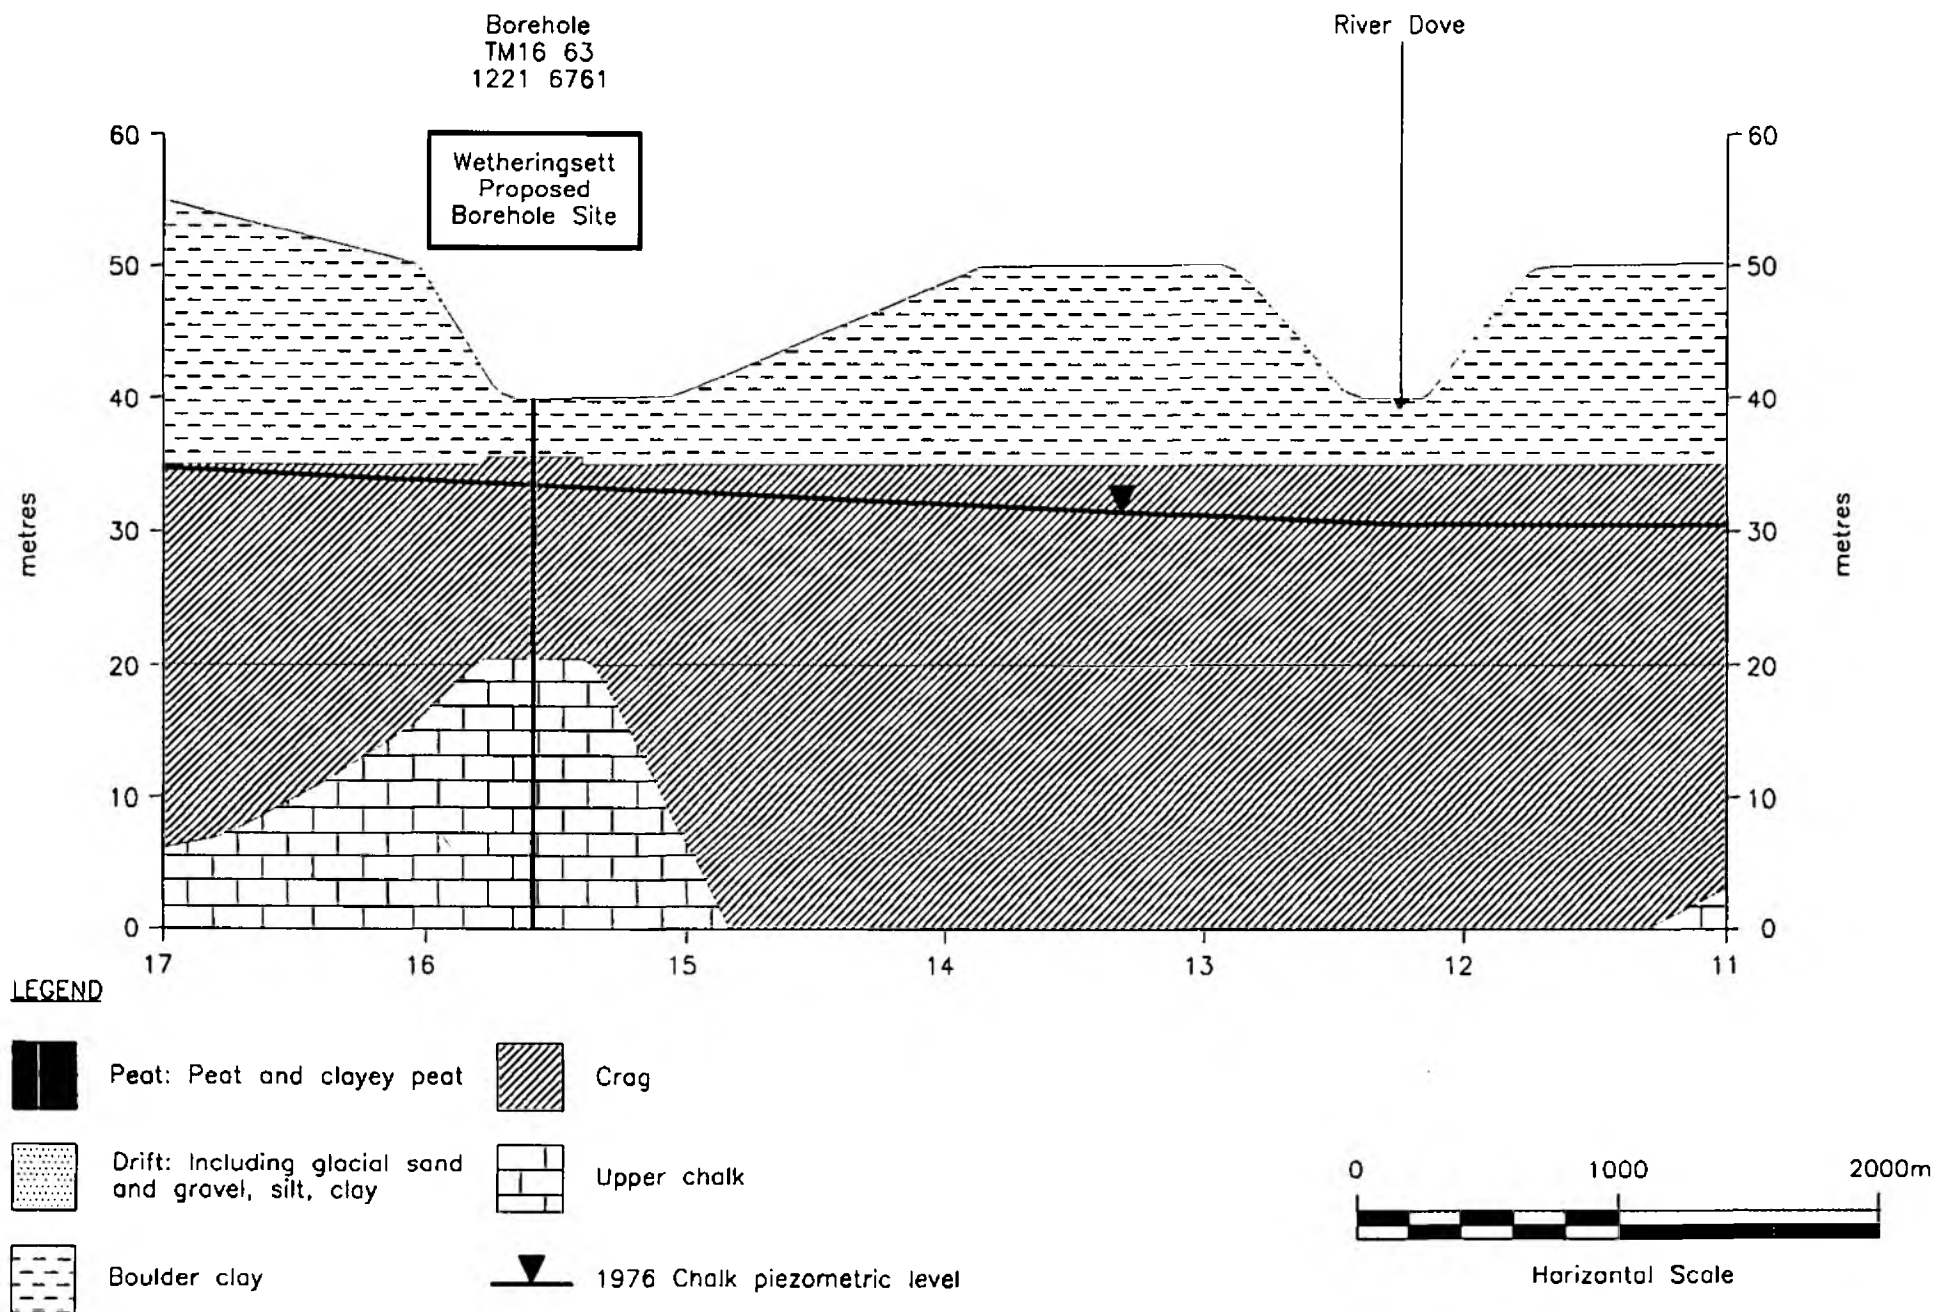 Borehole
TM16 63
1221 6761
River Dove
Wetheringsett
Proposed
Borehole Site
60
50
40
30
20
10
0
metres
60
50
40
30
20
10
0
metres
17
16
15
14
13
12
11
LEGEND
Peat: Peat and clayey peat
Crag
Drift: Including glacial sand
and gravel, silt, clay
Upper chalk
Boulder clay
1976 Chalk piezometric level
0
1000
2000m
Horizontal Scale